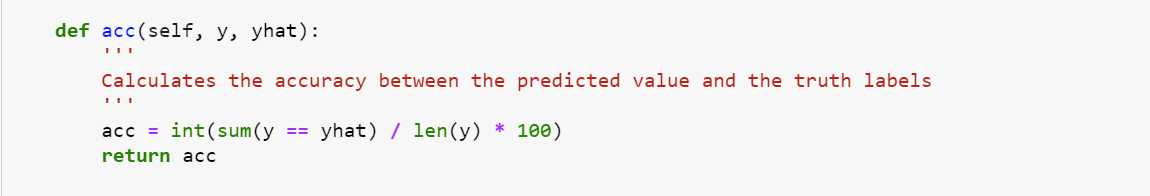 def acc(self, y, yhat):
'''
Calculates the accuracy between the predicted value and the truth labels
'''
acc = int(sum(y == yhat) / len(y) * 100)
return acc